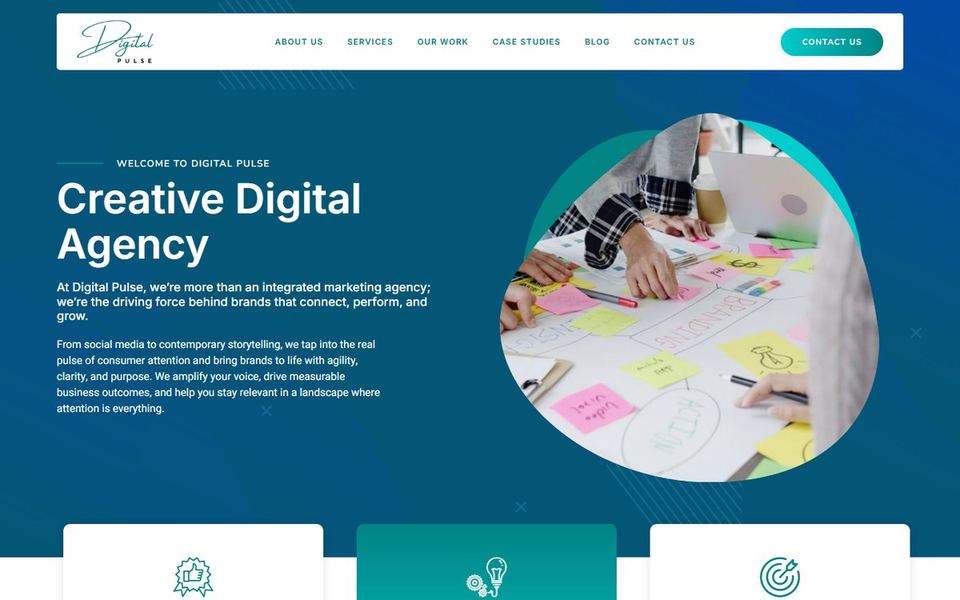 Digital
PULSE
ABOUT US
SERVICES
OUR WORK
CASE STUDIES
BLOG
CONTACT US
CONTACT US
WELCOME TO DIGITAL PULSE
Creative Digital
Agency
At Digital Pulse, we’re more than an integrated marketing agency;
we’re the driving force behind brands that connect, perform, and
grow.
From social media to contemporary storytelling, we tap into the real
pulse of consumer attention and bring brands to life with agility,
clarity, and purpose. We amplify your voice, drive measurable
business outcomes, and help you stay relevant in a landscape where
attention is everything.
BRANDING
ACTION